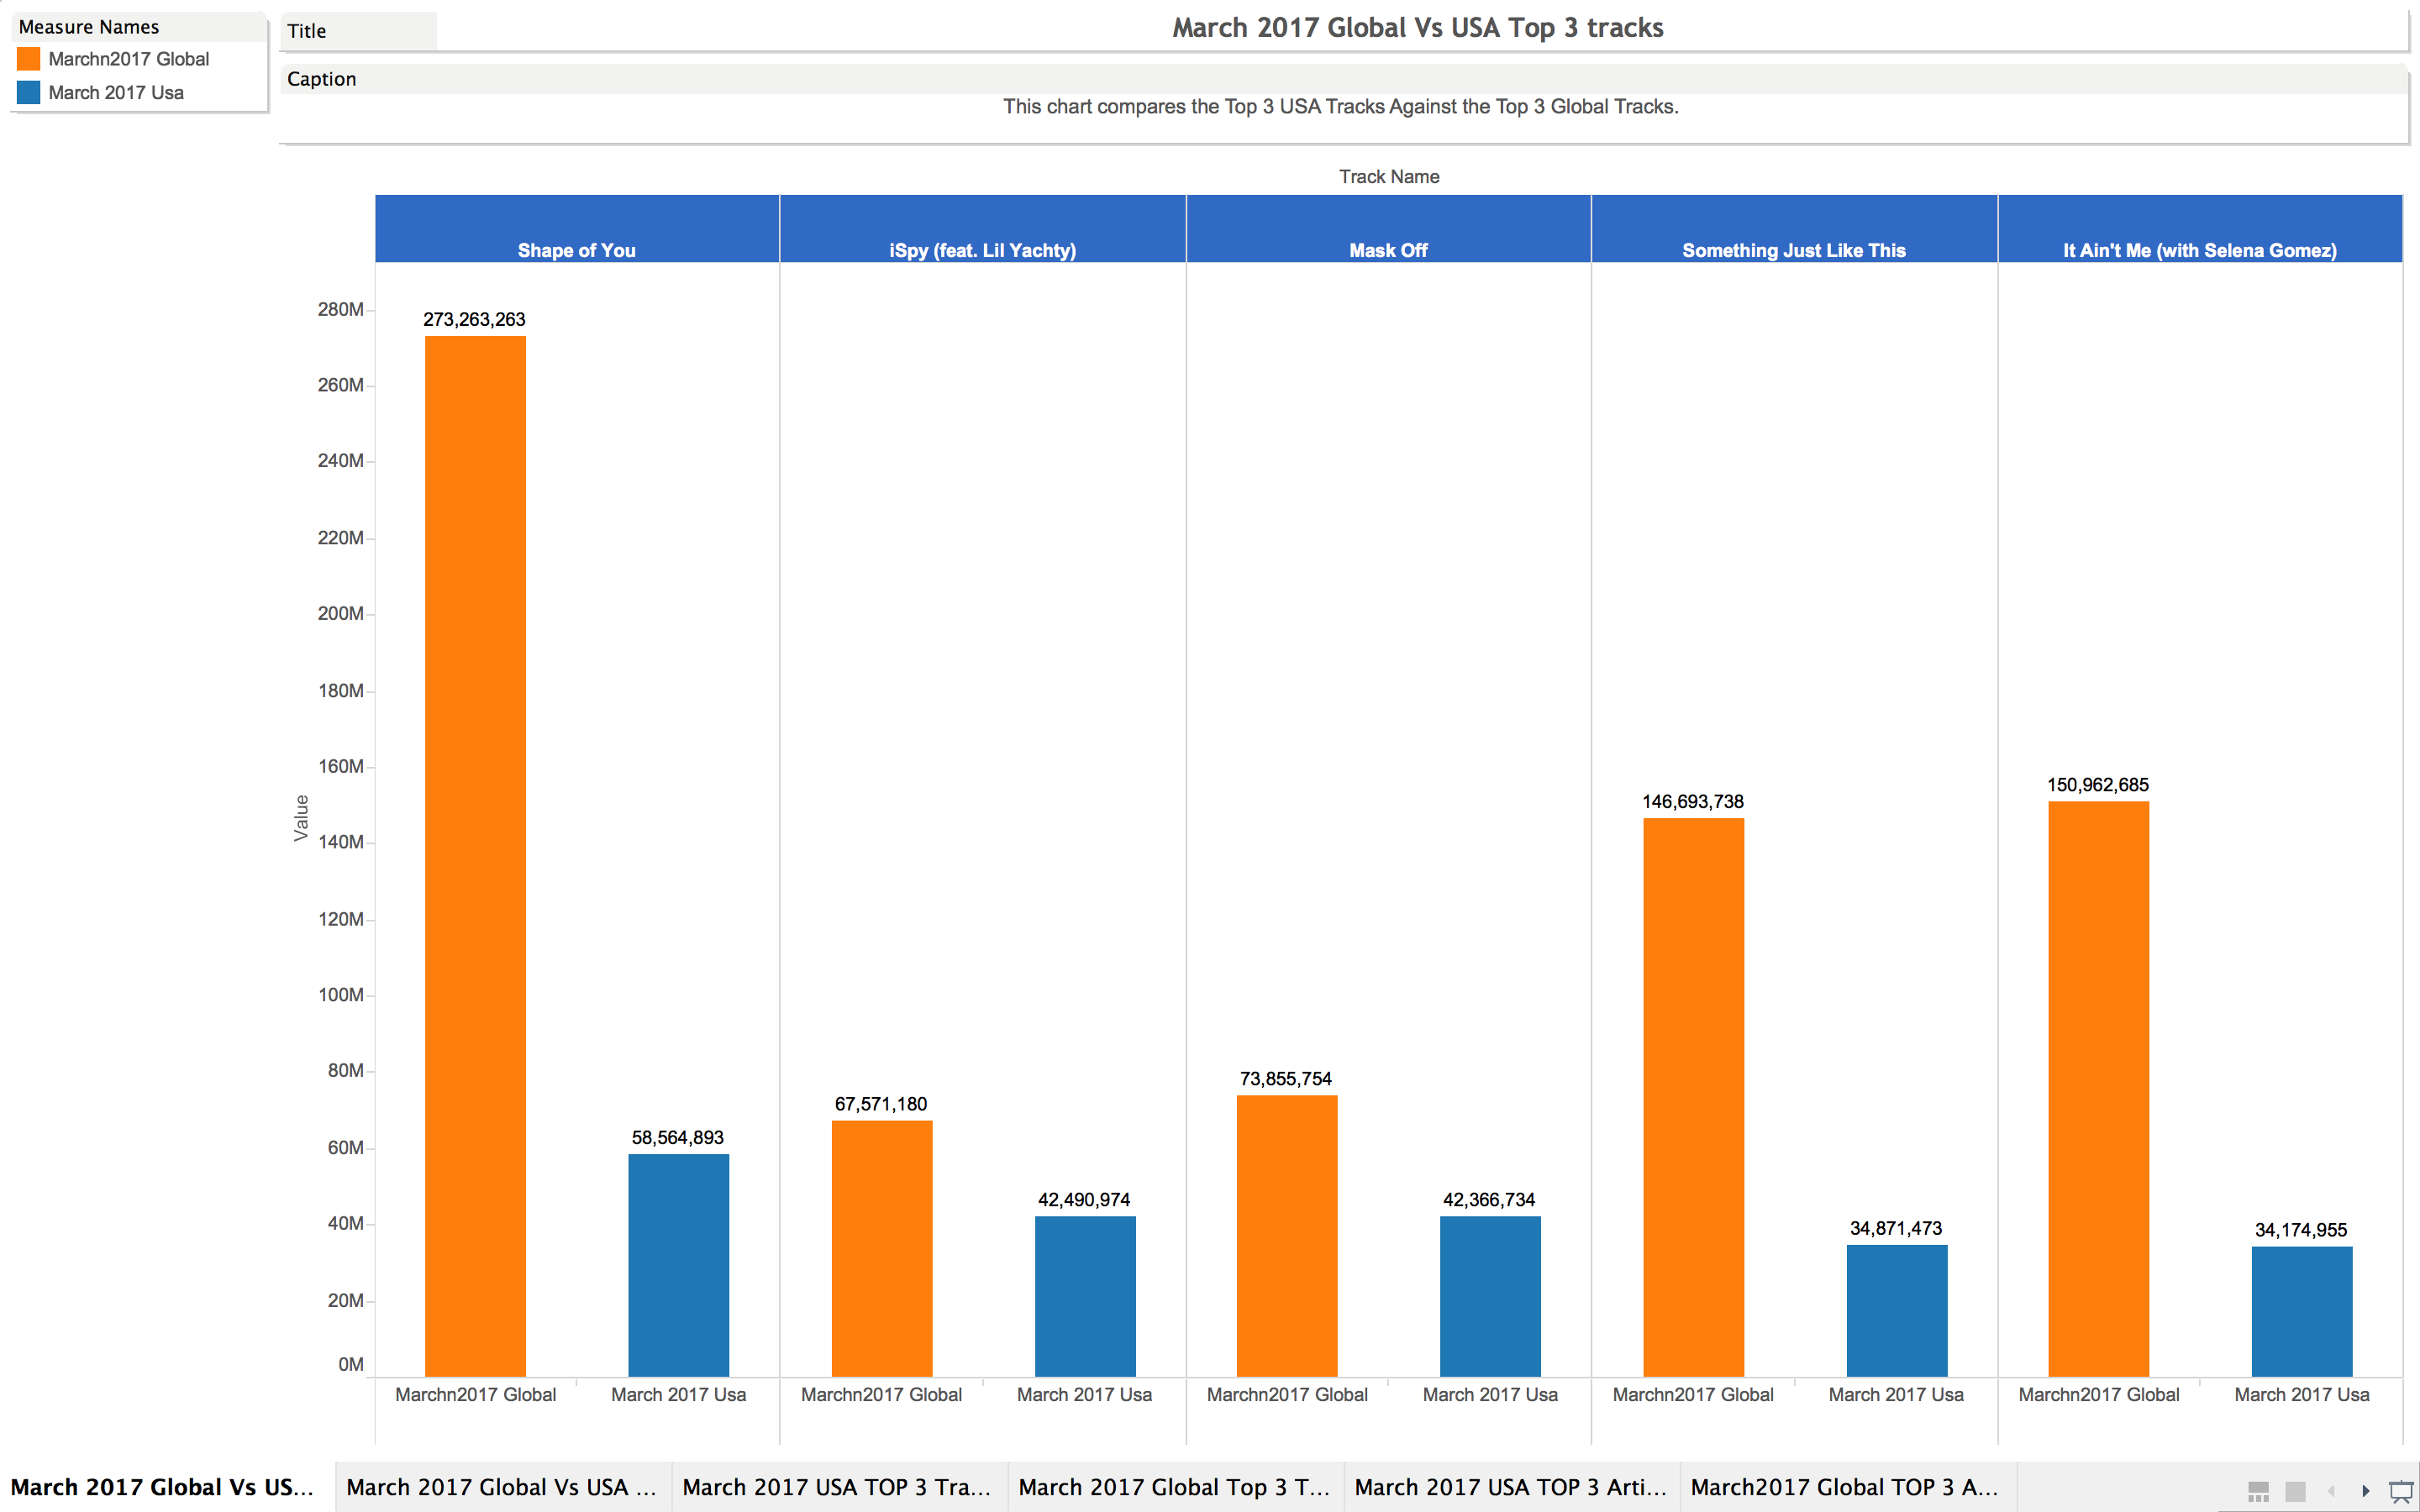 Measure Names
Marchn2017 Global
March 2017 Usa
Title
March 2017 Global Vs USA Top 3 tracks
Caption
This chart compares the Top 3 USA Tracks Against the Top 3 Global Tracks.
Track Name
Shape of You
iSpy (feat. Lil Yachty)
Mask Off
Something Just Like This
It Ain't Me (with Selena Gomez)
Value
280M
260M
240M
220M
200M
180M
160M
140M
120M
100M
80M
60M
40M
20M
0M
273,263,263
58,564,893
67,571,180
42,490,974
73,855,754
42,366,734
146,693,738
34,871,473
150,962,685
34,174,955
Marchn2017 Global
March 2017 Usa
Marchn2017 Global
March 2017 Usa
Marchn2017 Global
March 2017 Usa
Marchn2017 Global
March 2017 Usa
Marchn2017 Global
March 2017 Usa
March 2017 Global Vs US...
March 2017 Global Vs USA ...
March 2017 USA TOP 3 Tra...
March 2017 Global Top 3 T...
March 2017 USA TOP 3 Arti...
March2017 Global TOP 3 A...